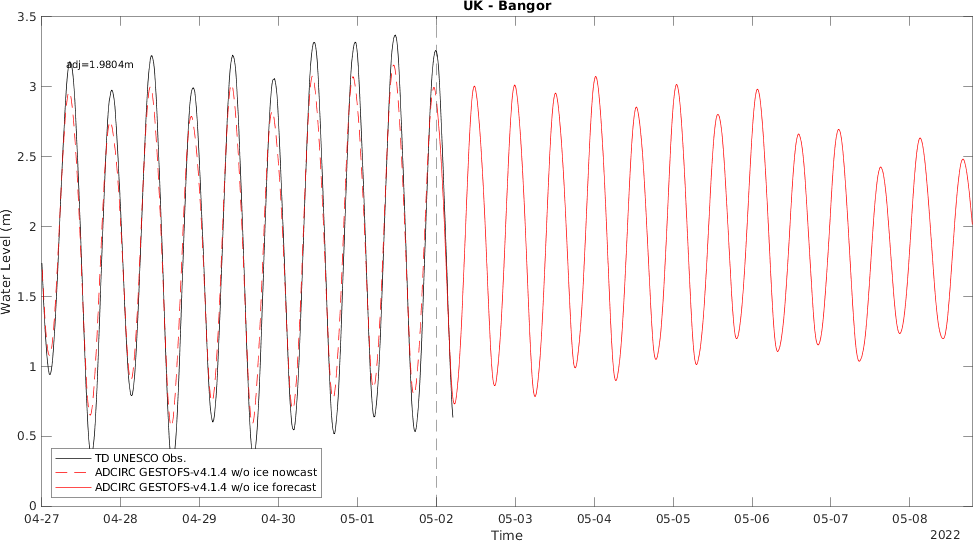 UK - Bangor
adj=1.9804m
Water Level (m)
3.5
3
2.5
2
1.5
1
0.5
0
TD UNESCO Obs.
ADCIRC GESTOFS-v4.1.4 w/o ice nowcast
ADCIRC GESTOFS-v4.1.4 w/o ice forecast
04-27 04-28 04-29 04-30 05-01 05-02 05-03 05-04 05-05 05-06 05-07 05-08
Time
2022